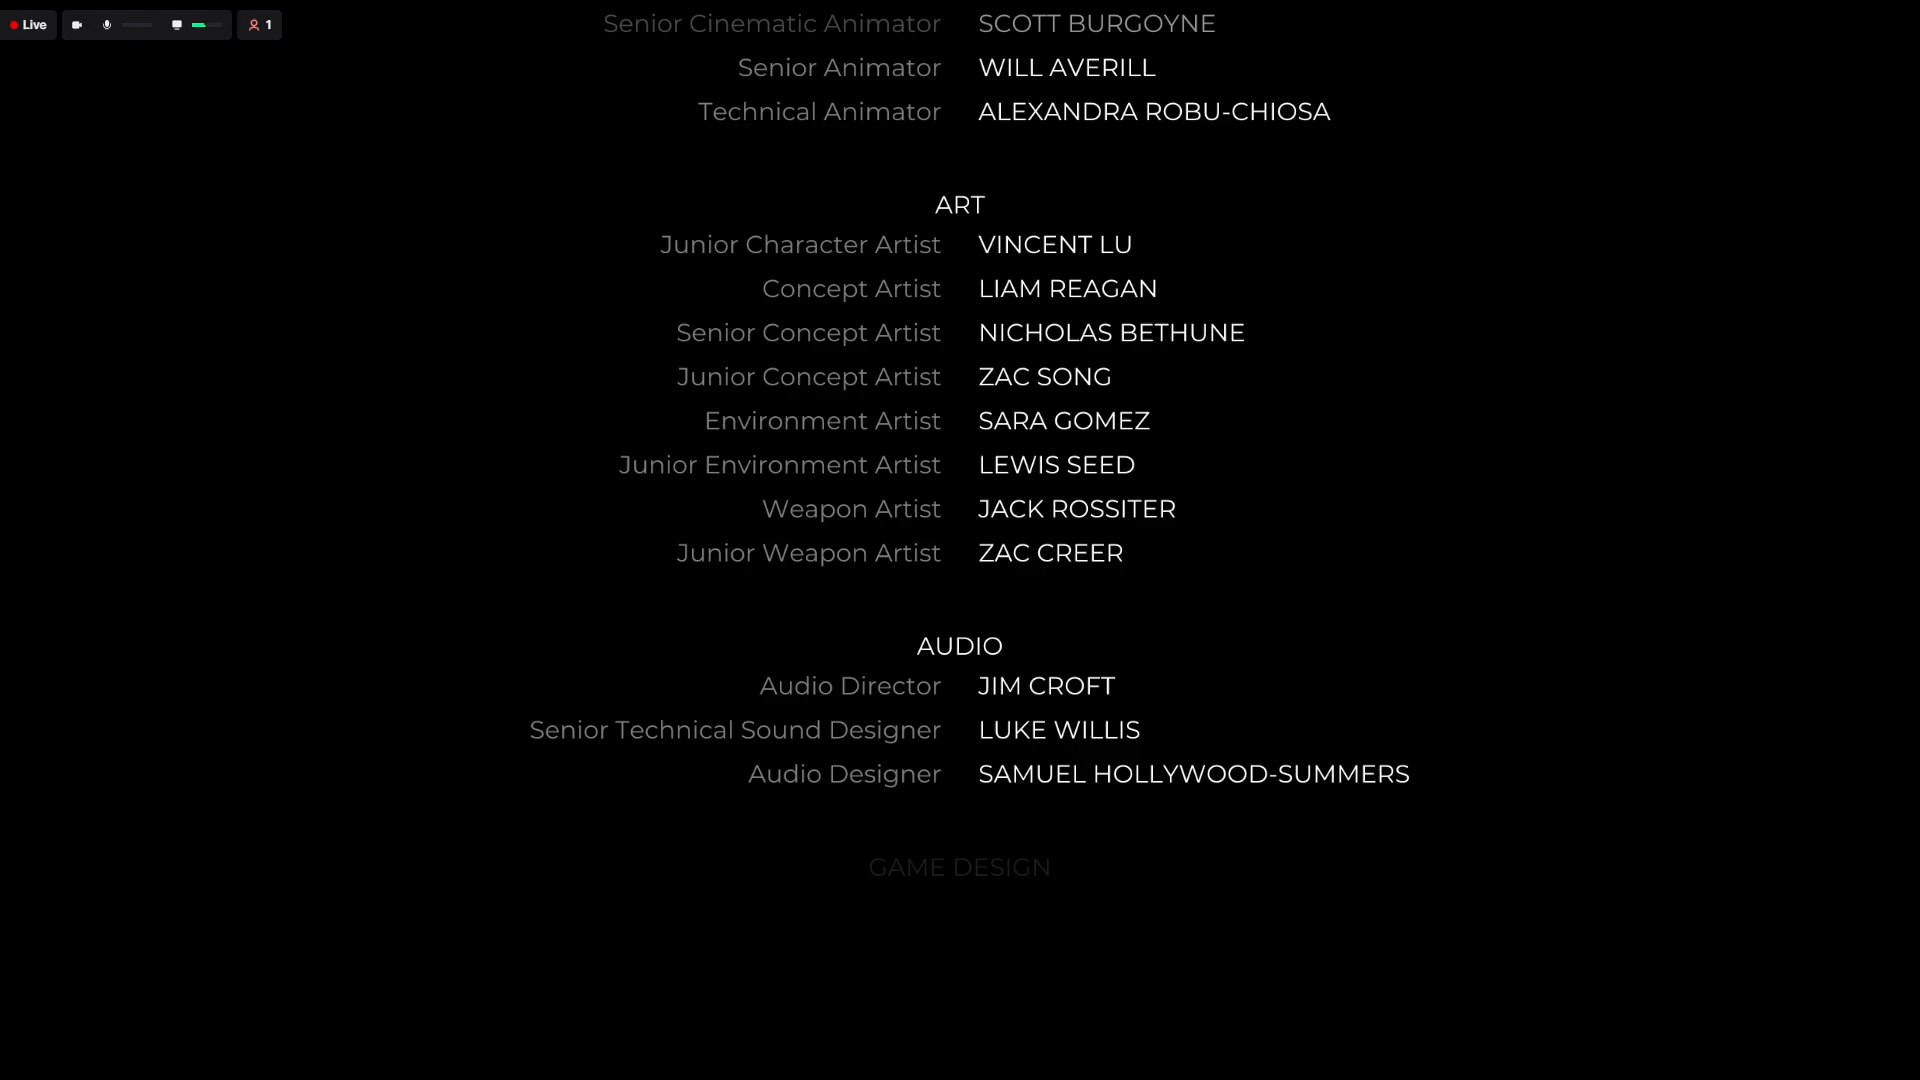 Live 1
Senior Cinematic Animator SCOTT BURGOYNE
Senior Animator WILL AVERILL
Technical Animator ALEXANDRA ROBU-CHIOSA
ART
Junior Character Artist VINCENT LU
Concept Artist LIAM REAGAN
Senior Concept Artist NICHOLAS BETHUNE
Junior Concept Artist ZAC SONG
Environment Artist SARA GOMEZ
Junior Environment Artist LEWIS SEED
Weapon Artist JACK ROSSITER
Junior Weapon Artist ZAC CREER
AUDIO
Audio Director JIM CROFT
Senior Technical Sound Designer LUKE WILLIS
Audio Designer SAMUEL HOLLYWOOD-SUMMERS
GAME DESIGN